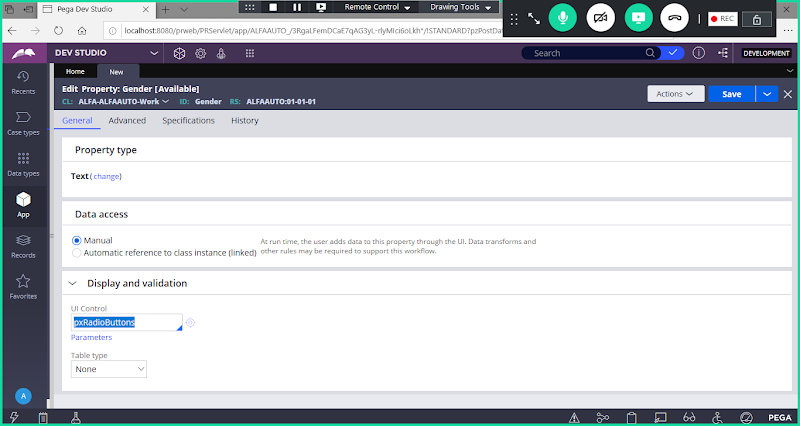 Pega Dev Studio
Remote Control
Drawing Tools
REC
localhost:8080/prweb/PRServlet/app/ALFAAUTO_/
DEV STUDIO
Search
DEVELOPMENT
Home
New
Recents
Edit Property: Gender [Available]
CL: ALFA-ALFAAUTO-Work
ID: Gender
RS: ALFAAUTO:01-01-01
Actions
Save
General
Advanced
Specifications
History
Case types
Property type
Data types
Text (change)
App
Data access
Manual
Automatic reference to class instance (linked)
At run time, the user adds data to this property through the UI. Data transforms and
other rules may be required to support this workflow.
Records
Favorites
Display and validation
UI Control
pxRadioButtons
Parameters
Table type
None
A
PEGA